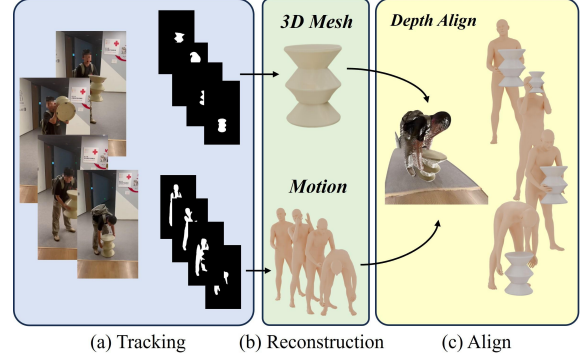 3D Mesh
Depth Align
Motion
(a) Tracking
(b) Reconstruction
(c) Align